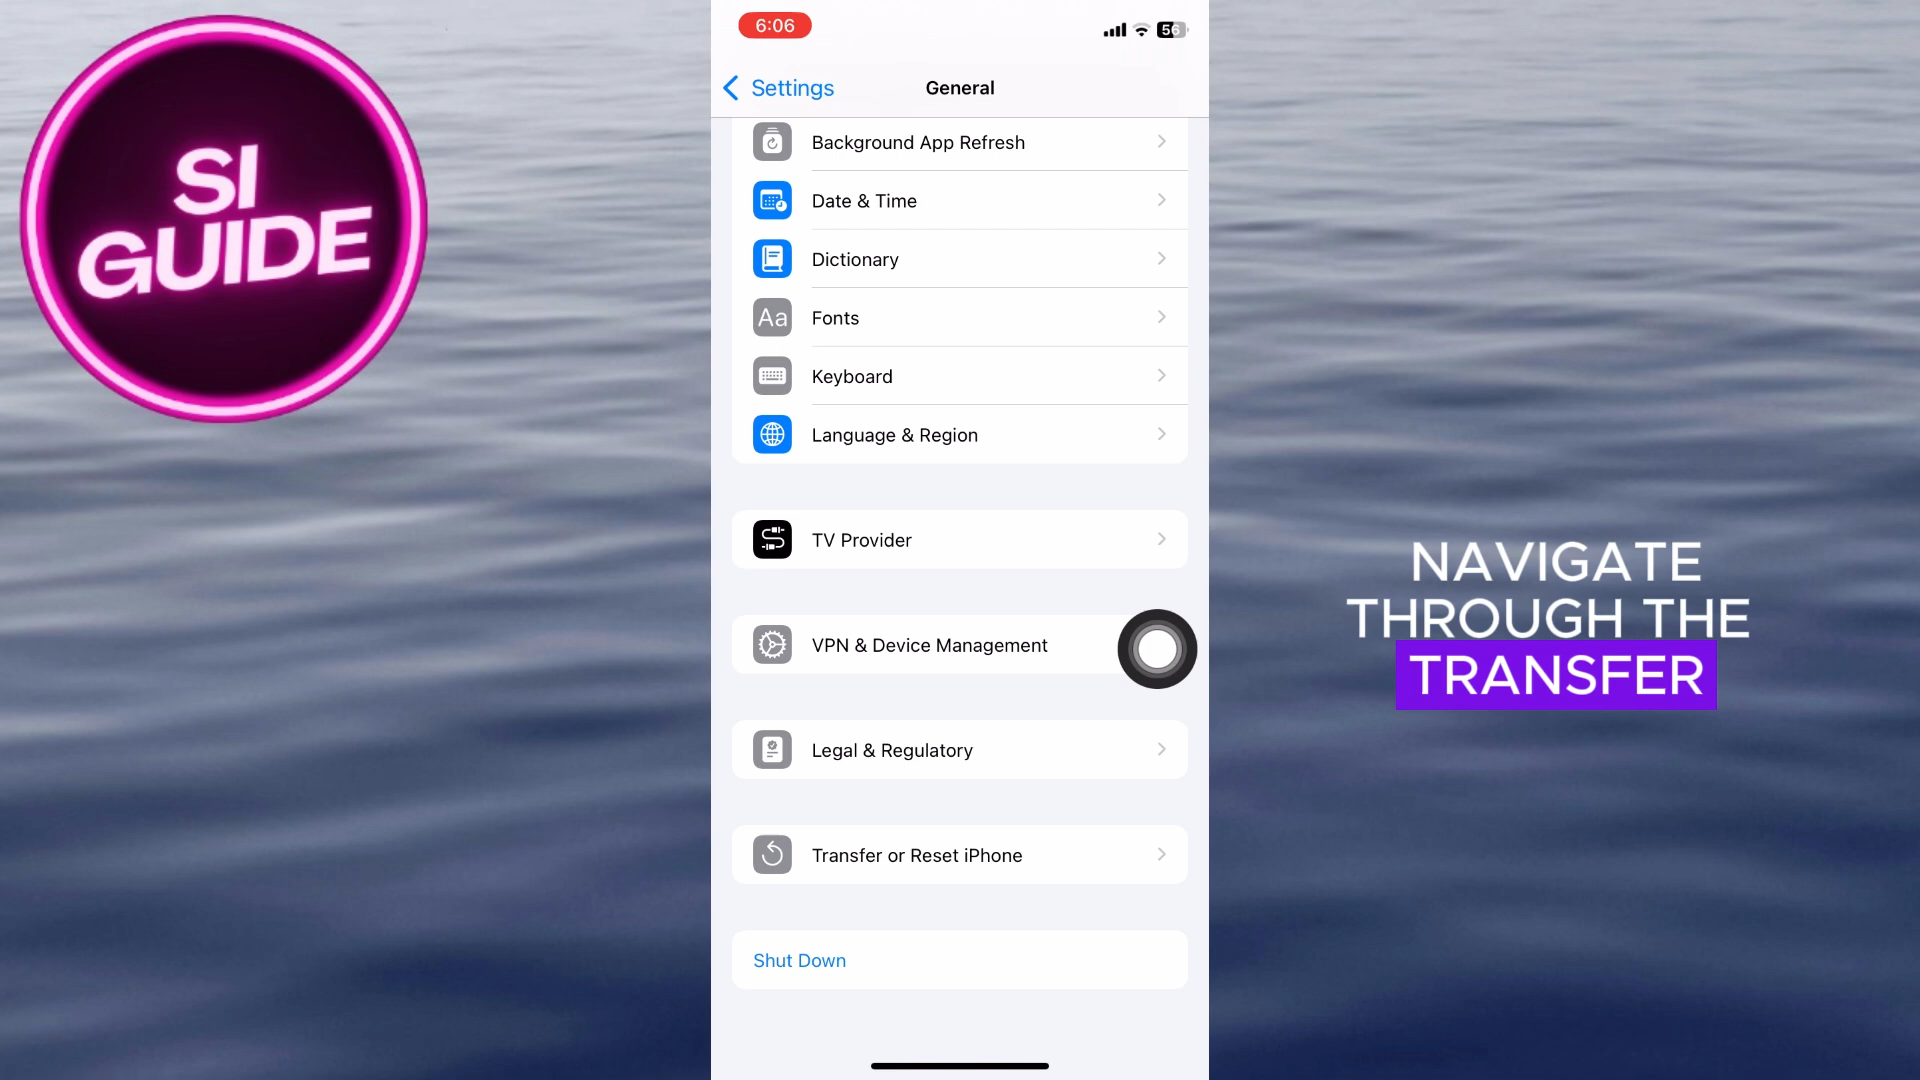 SI
GUIDE
6:06
56
Settings
General
Background App Refresh
Date & Time
Dictionary
Aa
Fonts
Keyboard
Language & Region
TV Provider
VPN & Device Management
Legal & Regulatory
Transfer or Reset iPhone
Shut Down
NAVIGATE
THROUGH THE
TRANSFER